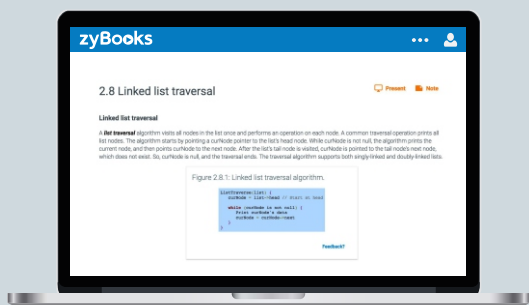 zyBooks
2.8 Linked list traversal
Present Note
Linked list traversal
A list traversal algorithm visits all nodes in the list once and performs an operation on each node. A common traversal operation prints all
list nodes. The algorithm starts by pointing a curNode pointer to the list's head node. While curNode is not null, the algorithm prints the
current node, and then points curNode to the next node. After the list's tail node is visited, curNode is pointed to the tail node's next node,
which does not exist. So, curNode is null, and the traversal ends. The traversal algorithm supports both singly-linked and doubly-linked lists.
Figure 2.8.1: Linked list traversal algorithm.
ListTraverse(list) {
curNode = list->head // Start at head
while (curNode is not null) {
Print curNode's data
curNode = curNode->next
}
}
Feedback?